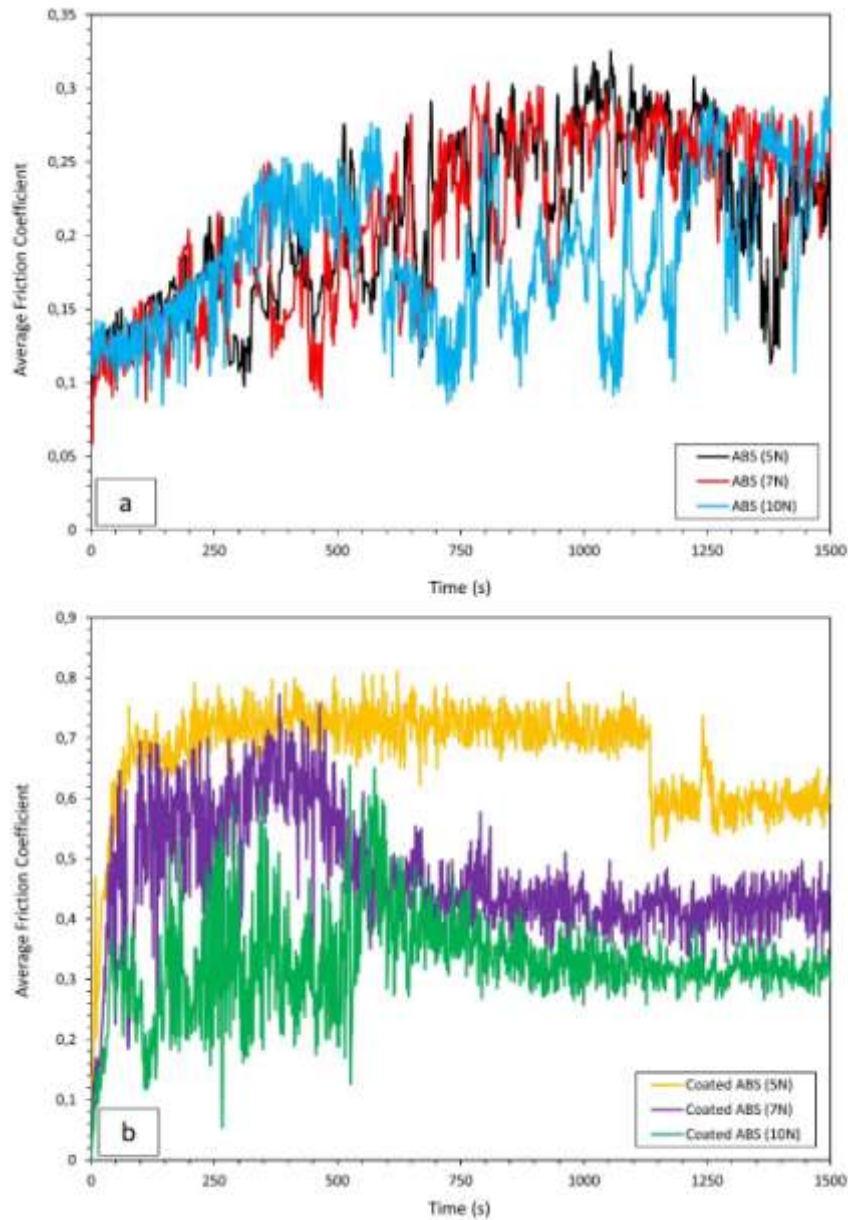 0,35
0,3
0,25
0,2
0,15
0,1
0,05
0
Average Friction Coefficient
ABS (5N)
ABS (7N)
ABS (10N)
a
0 250 500 750 1000 1250 1500
Time (s)
0,9
0,8
0,7
0,6
0,5
0,4
0,3
0,2
0,1
0
Average Friction Coefficient
Coated ABS (5N)
Coated ABS (7N)
Coated ABS (10N)
b
0 250 500 750 1000 1250 1500
Time (s)